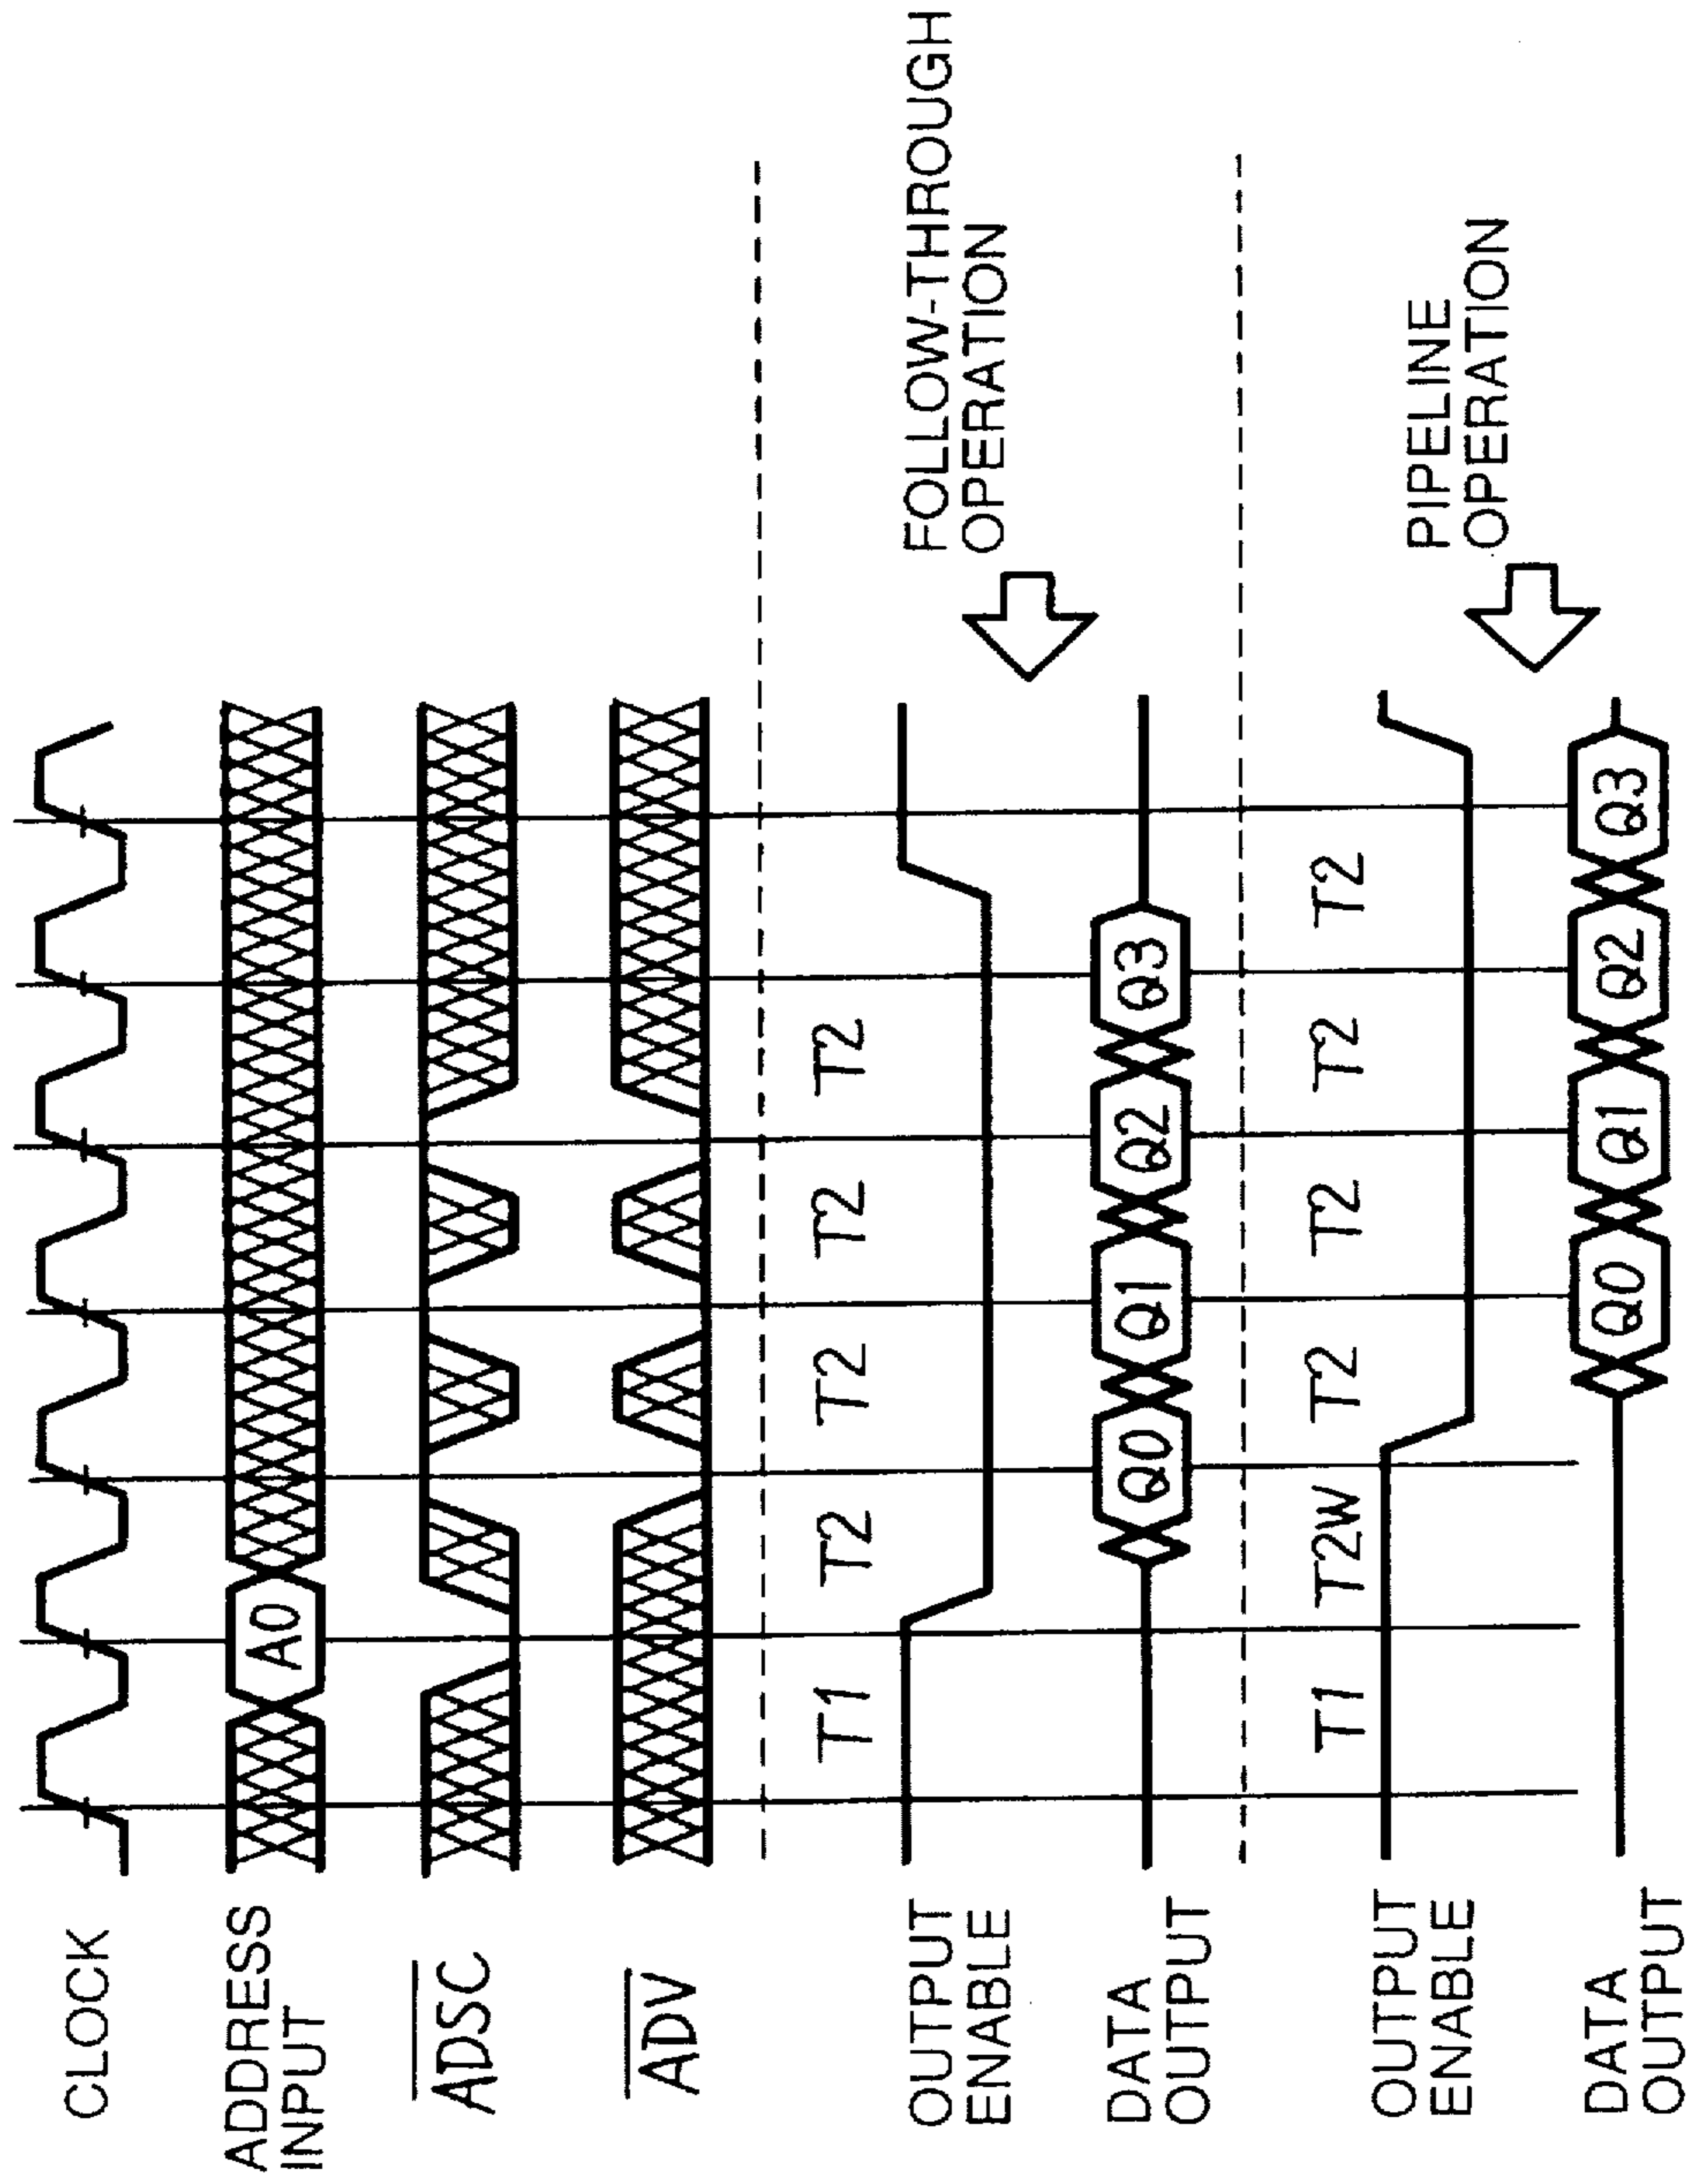 CLOCK
ADDRESS
INPUT
A0
ADSC
ADV
T1 T2 T2 T2 T2
OUTPUT
ENABLE
FOLLOW-THROUGH
OPERATION
DATA
OUTPUT
Q0 Q1 Q2 Q3
T1 T2W T2 T2 T2 T2
OUTPUT
ENABLE
PIPELINE
OPERATION
DATA
OUTPUT
Q0 Q1 Q2 Q3